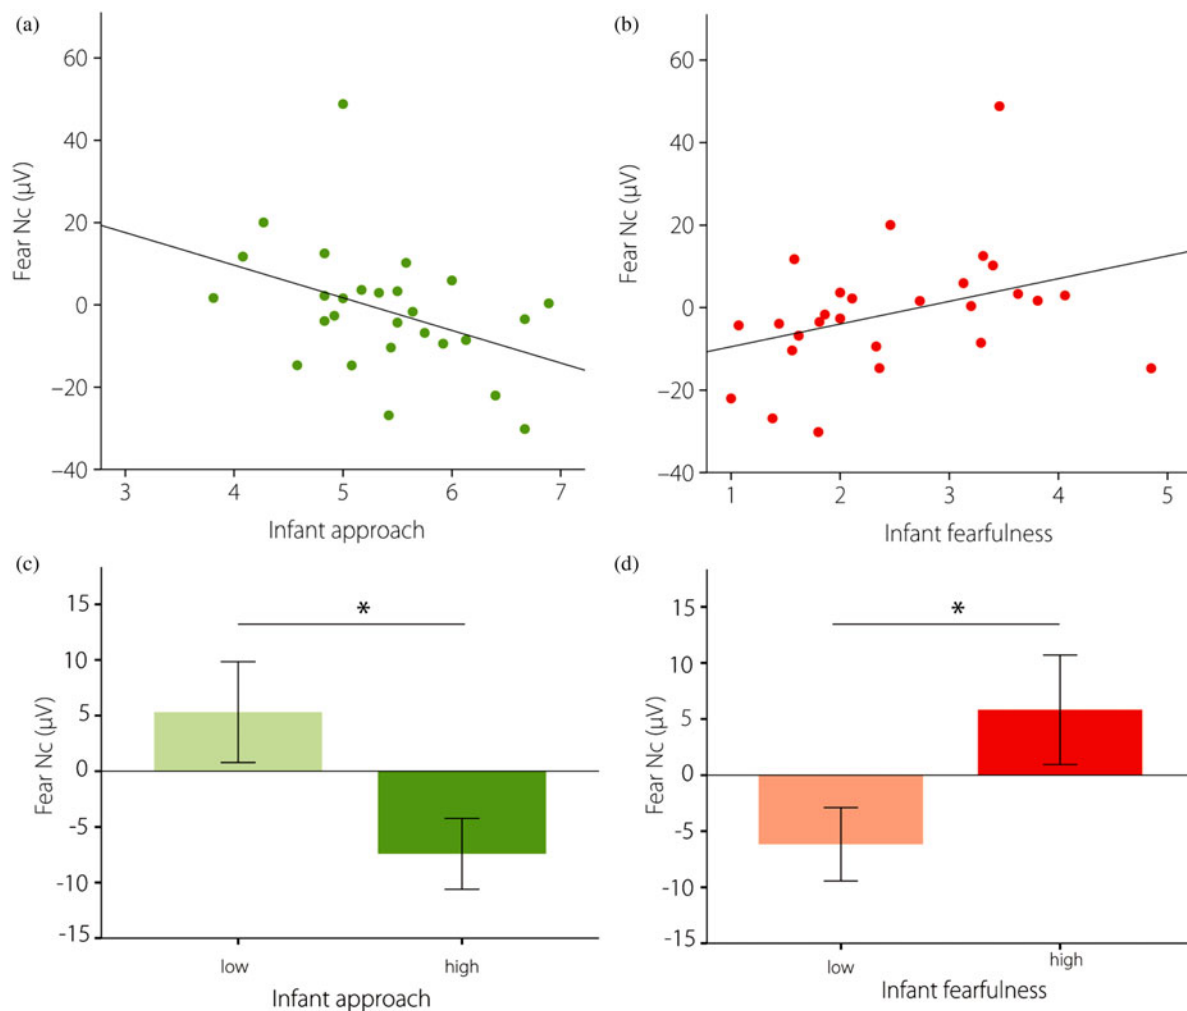 (a)
60
40
20
0
−20
−40
Fear Nc (µV)
3 4 5 6 7
Infant approach
(b)
60
40
20
0
−20
−40
Fear Nc (µV)
1 2 3 4 5
Infant fearfulness
(c)
15
10
5
0
-5
-10
-15
Fear Nc (µV)
*
low high
Infant approach
(d)
15
10
5
0
-5
-10
-15
Fear Nc (µV)
*
low high
Infant fearfulness